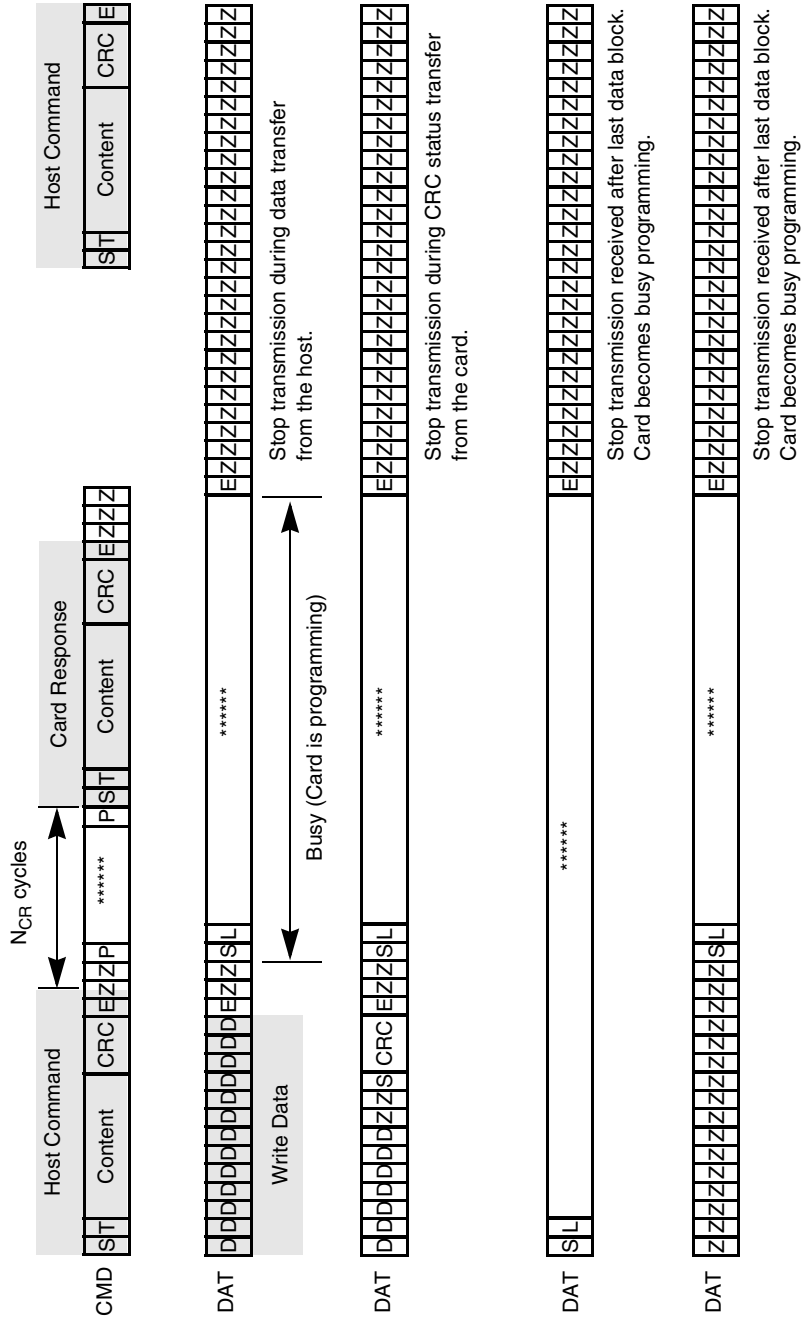 Host Command
N_CR cycles
Card Response
Host Command
CMD S T Content CRC E Z Z P ****** P S T Content CRC E Z Z Z S T Content CRC E
DAT D D D D D D D D D D D D D E Z Z S L ****** E Z Z Z Z Z Z Z Z Z Z Z Z Z Z Z Z Z Z Z Z Z Z Z Z Z Z
Write Data
Busy (Card is programming)
Stop transmission during data transfer
from the host.
DAT D D D D D D D Z Z S CRC E Z Z S L ****** E Z Z Z Z Z Z Z Z Z Z Z Z Z Z Z Z Z Z Z Z Z Z Z Z Z Z
Stop transmission during CRC status transfer
from the card.
DAT S L ****** E Z Z Z Z Z Z Z Z Z Z Z Z Z Z Z Z Z Z Z Z Z Z Z Z Z Z
Stop transmission received after last data block.
Card becomes busy programming.
DAT Z Z Z Z Z Z Z Z Z Z Z Z Z Z Z Z S L ****** E Z Z Z Z Z Z Z Z Z Z Z Z Z Z Z Z Z Z Z Z Z Z Z Z Z Z
Stop transmission received after last data block.
Card becomes busy programming.